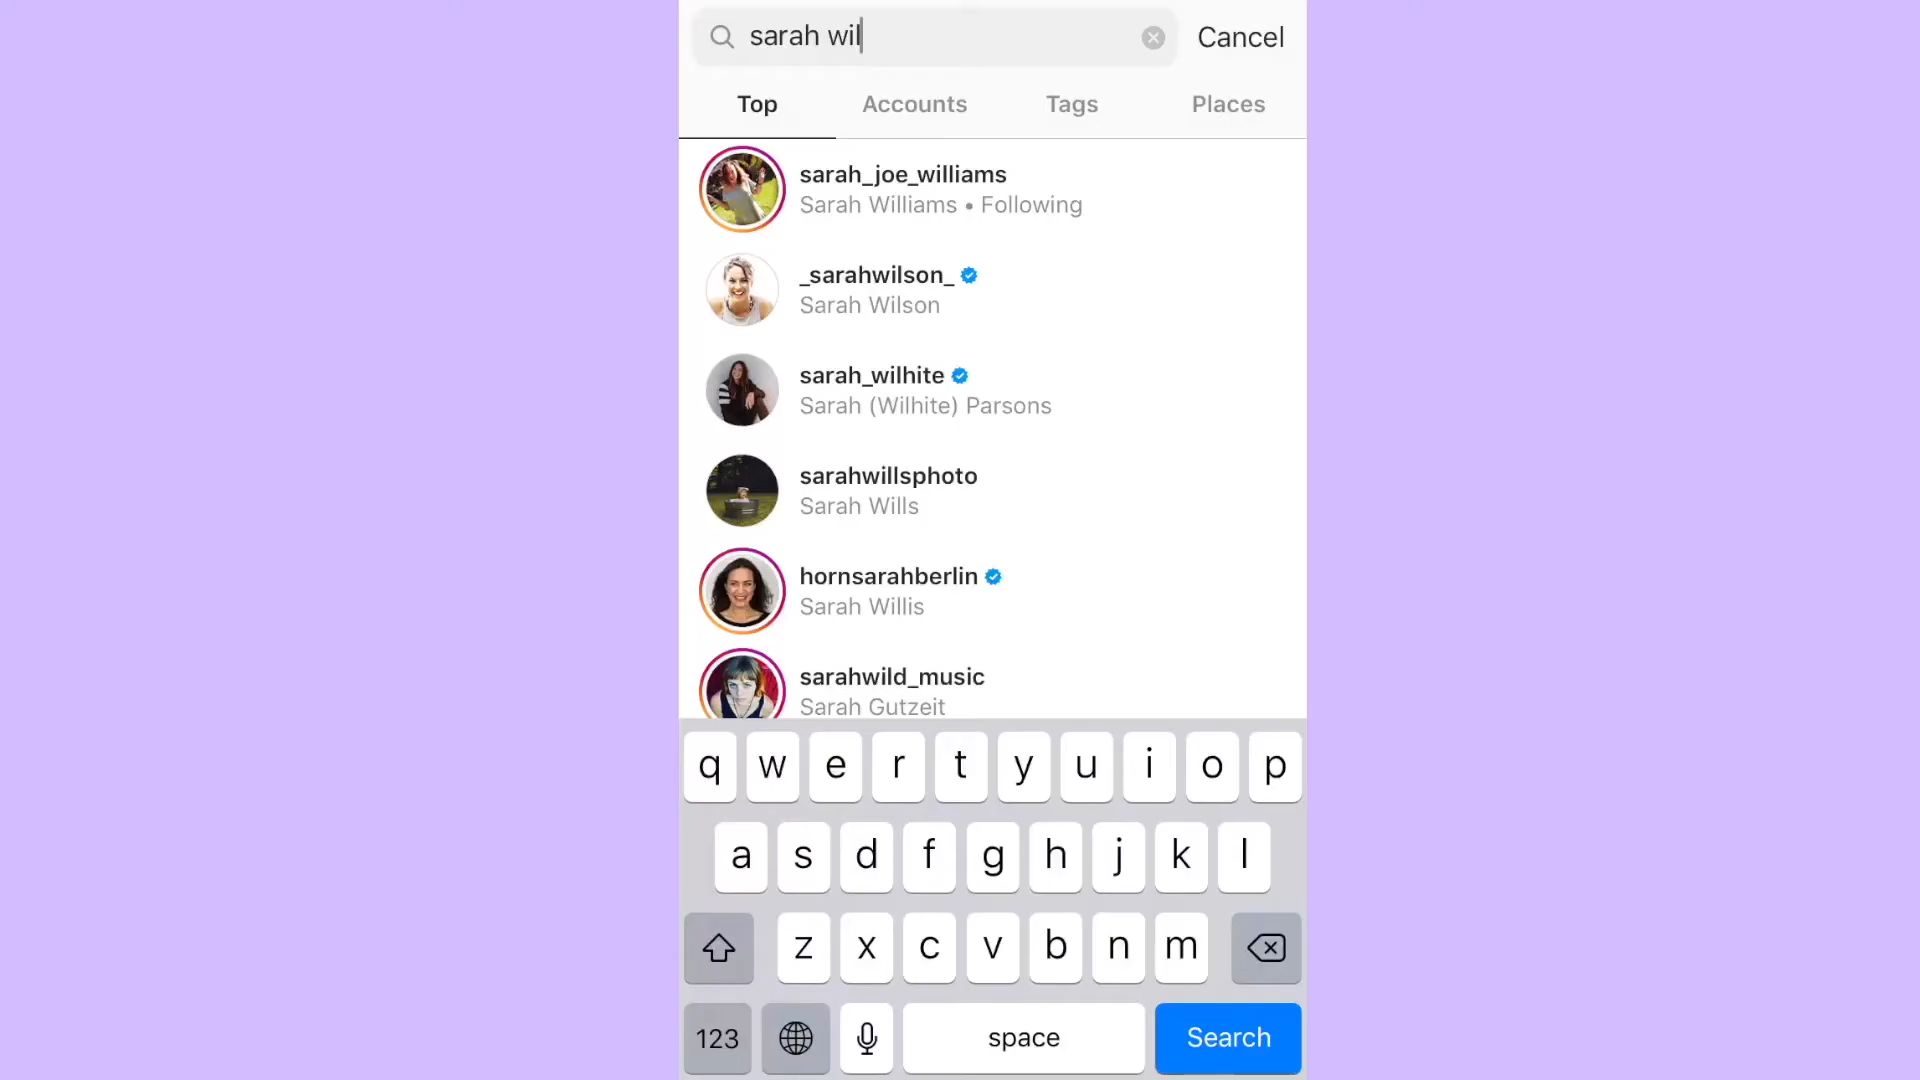 sarah wil
Cancel
Top Accounts Tags Places
sarah_joe_williams
Sarah Williams • Following
_sarahwilson_
Sarah Wilson
sarah_wilhite
Sarah (Wilhite) Parsons
sarahwillsphoto
Sarah Wills
hornsarahberlin
Sarah Willis
sarahwild_music
Sarah Gutzeit
q w e r t y u i o p
a s d f g h j k l
z x c v b n m
123 space Search